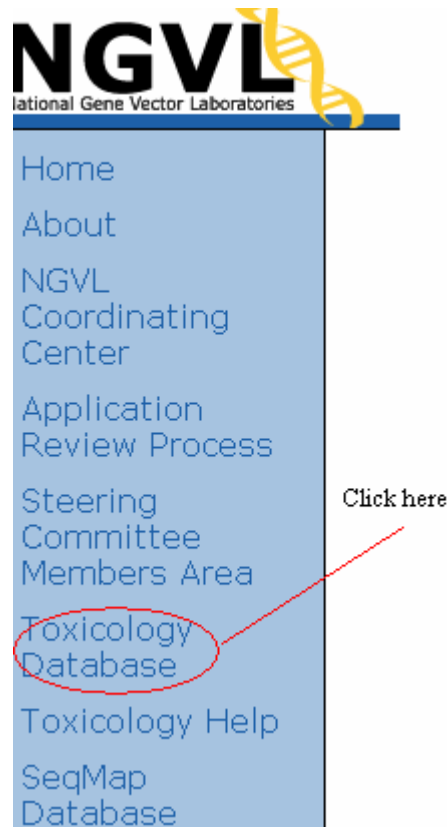 NGVL
National Gene Vector Laboratories
Home
About
NGVL
Coordinating
Center
Application
Review Process
Steering
Committee
Members Area
Click here
Toxicology
Database
Toxicology Help
SeqMap
Database